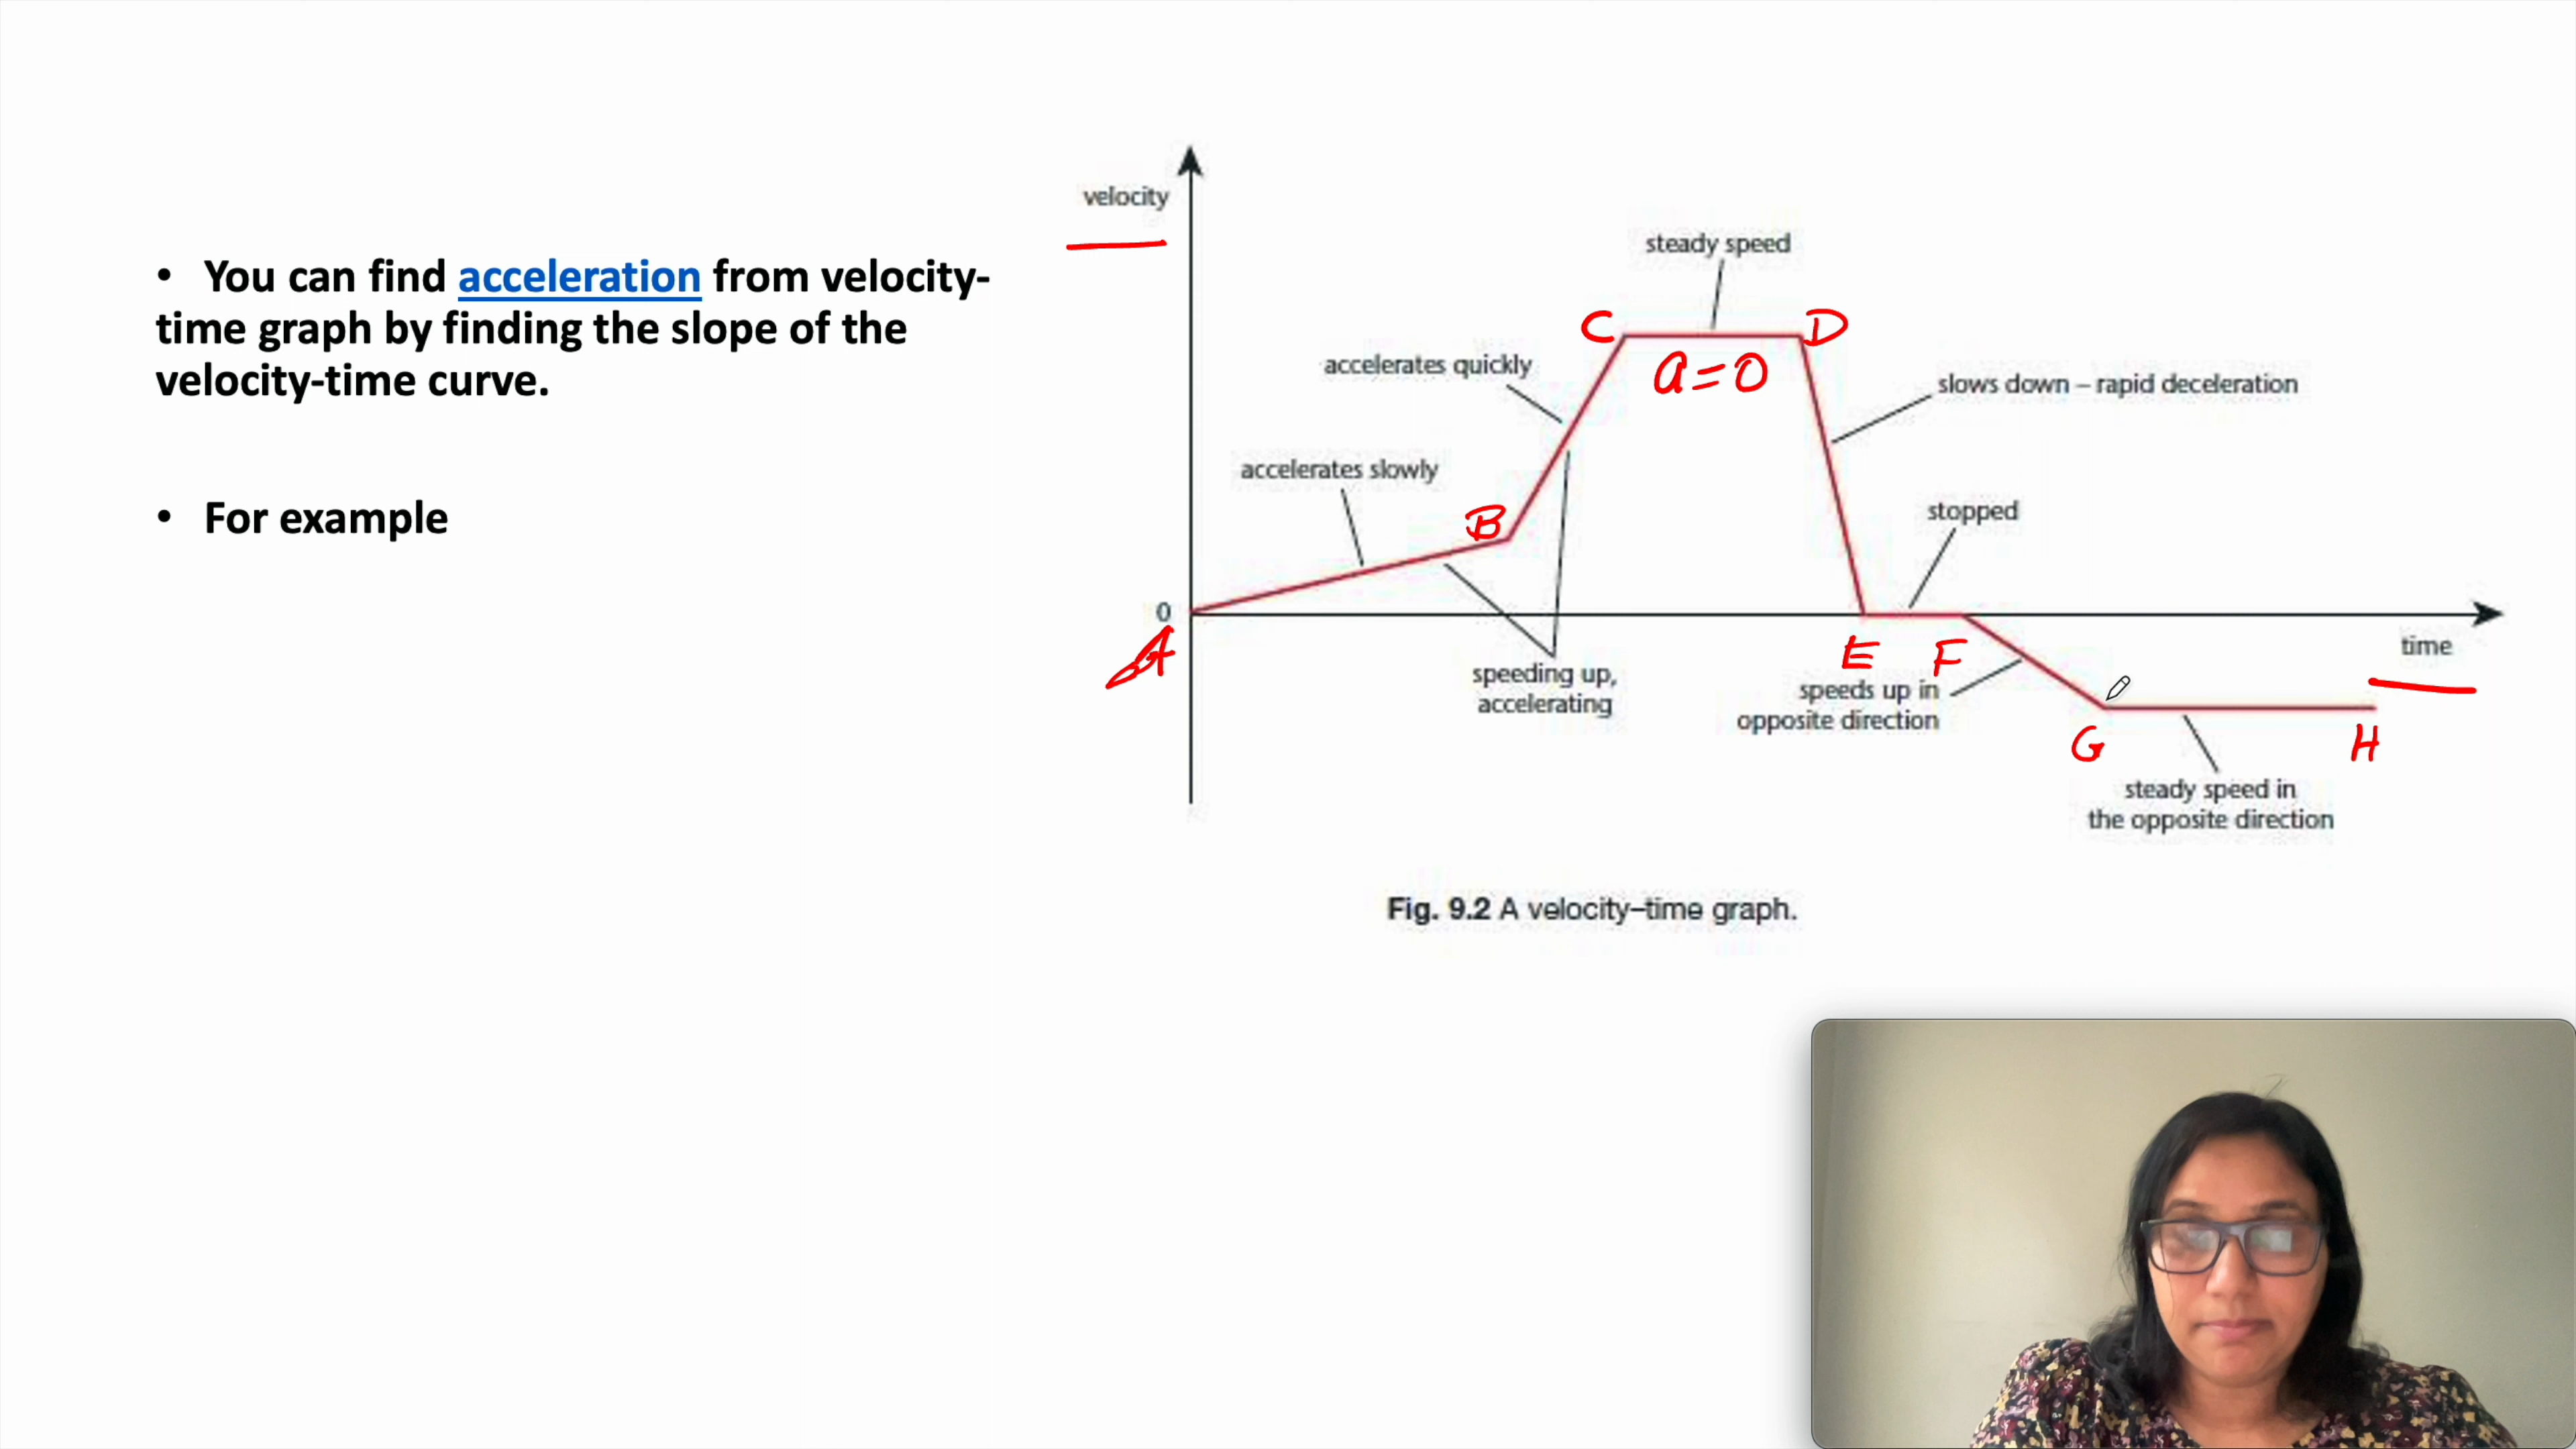 • You can find acceleration from velocity-
time graph by finding the slope of the
velocity-time curve.
• For example
velocity
steady speed
C
D
a=0
accelerates quickly
slows down – rapid deceleration
accelerates slowly
B
stopped
0
A
E
F
time
speeding up,
accelerating
speeds up in
opposite direction
G
H
steady speed in
the opposite direction
Fig. 9.2 A velocity–time graph.